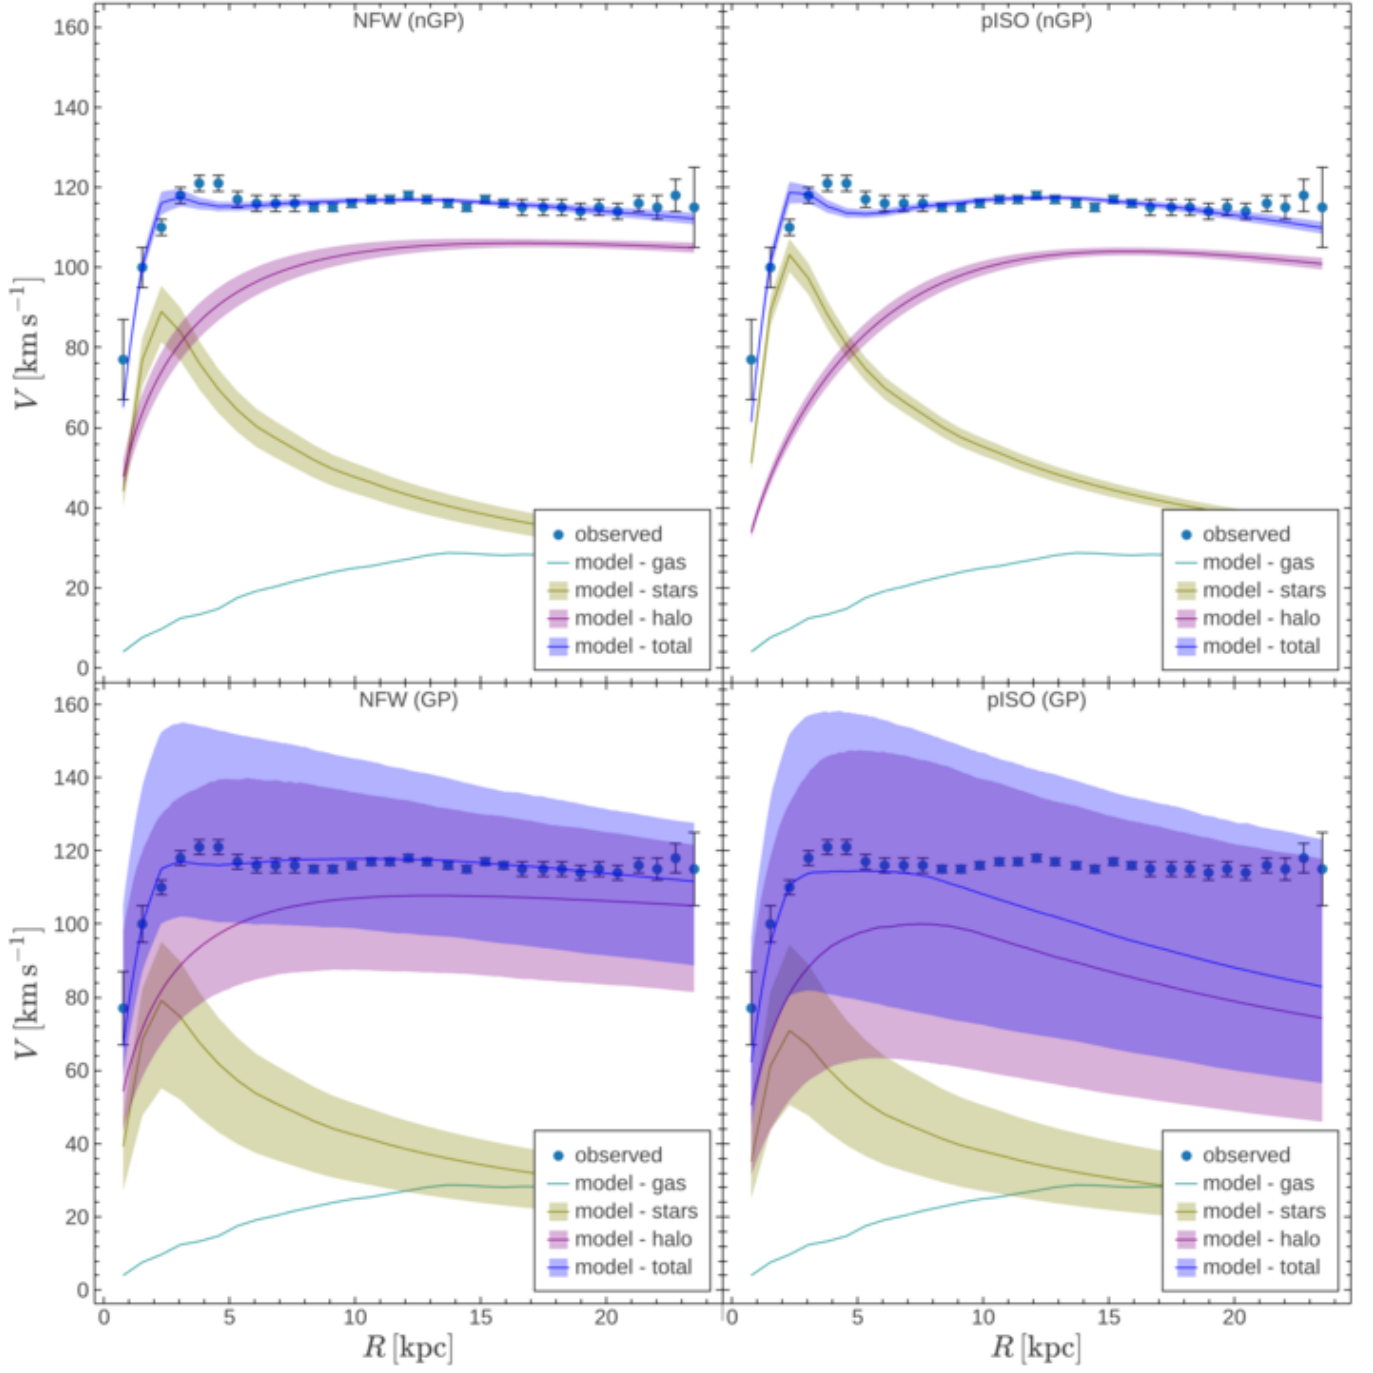 NFW (nGP)
pISO (nGP)
160
140
120
100
80
60
40
20
0
V [km s⁻¹]
observed
model - gas
model - stars
model - halo
model - total
observed
model - gas
model - stars
model - halo
model - total
NFW (GP)
pISO (GP)
160
140
120
100
80
60
40
20
0
V [km s⁻¹]
observed
model - gas
model - stars
model - halo
model - total
observed
model - gas
model - stars
model - halo
model - total
0 5 10 15 20 0 5 10 15 20
R [kpc] R [kpc]